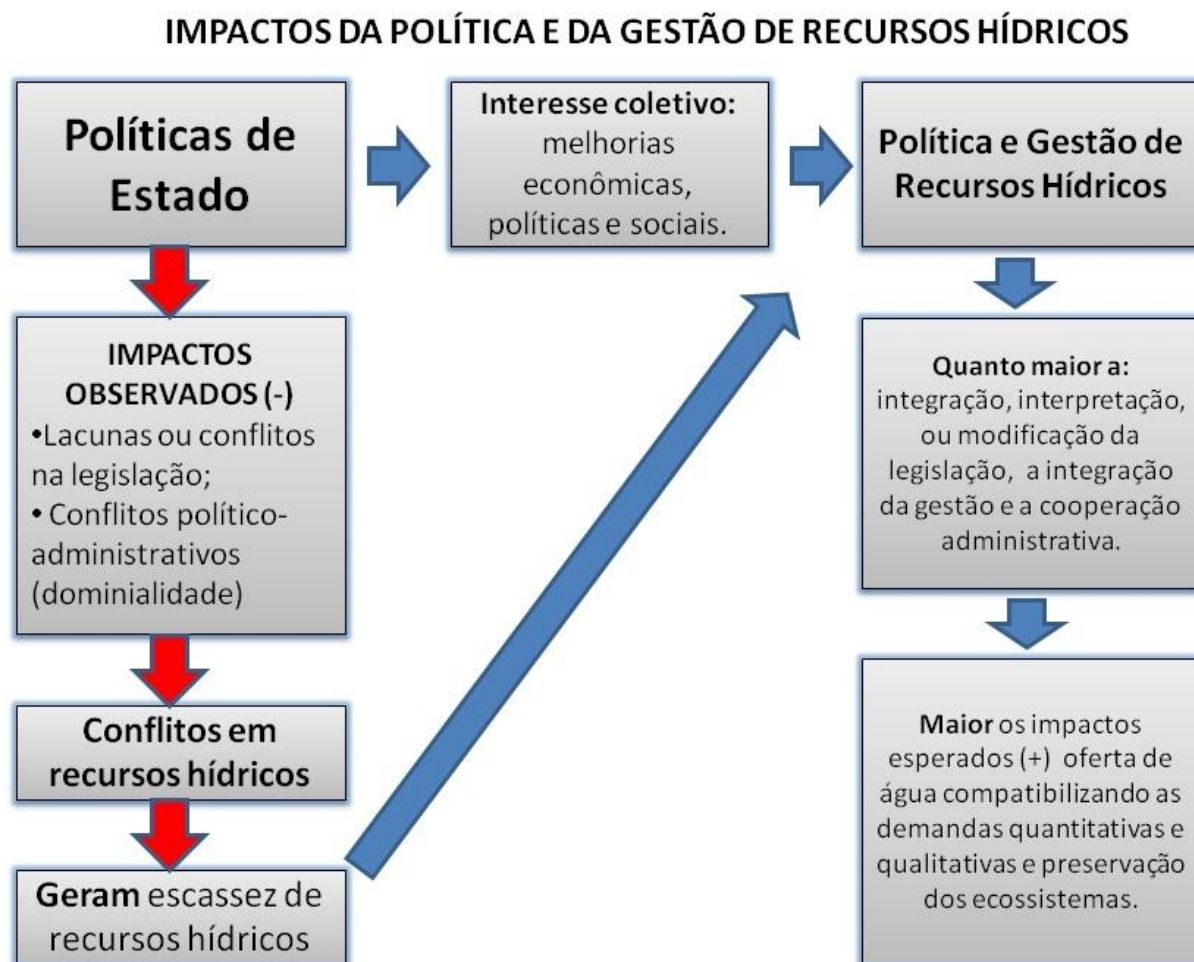 IMPACTOS DA POLÍTICA E DA GESTÃO DE RECURSOS HÍDRICOS
Políticas de
Estado
Interesse coletivo:
melhorias
econômicas,
políticas e sociais.
Política e Gestão de
Recursos Hídricos
IMPACTOS
OBSERVADOS (-)
•Lacunas ou conflitos
na legislação;
• Conflitos político-
administrativos
(dominialidade)
Conflitos em
recursos hídricos
Geram escassez de
recursos hídricos
Quanto maior a:
integração, interpretação,
ou modificação da
legislação, a integração
da gestão e a cooperação
administrativa.
Maior os impactos
esperados (+) oferta de
água compatibilizando as
demandas quantitativas e
qualitativas e preservação
dos ecossistemas.